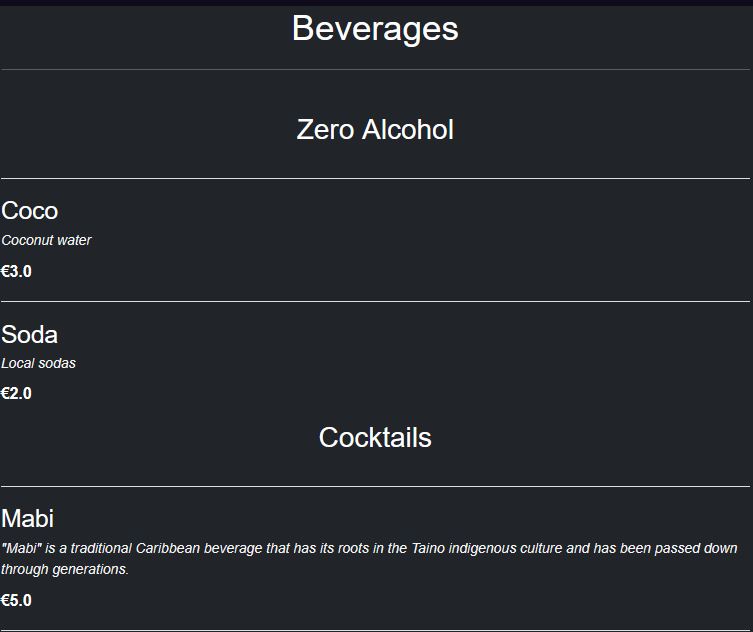 Beverages
Zero Alcohol
Coco
Coconut water
€3.0
Soda
Local sodas
€2.0
Cocktails
Mabi
"Mabi" is a traditional Caribbean beverage that has its roots in the Taino indigenous culture and has been passed down
through generations.
€5.0